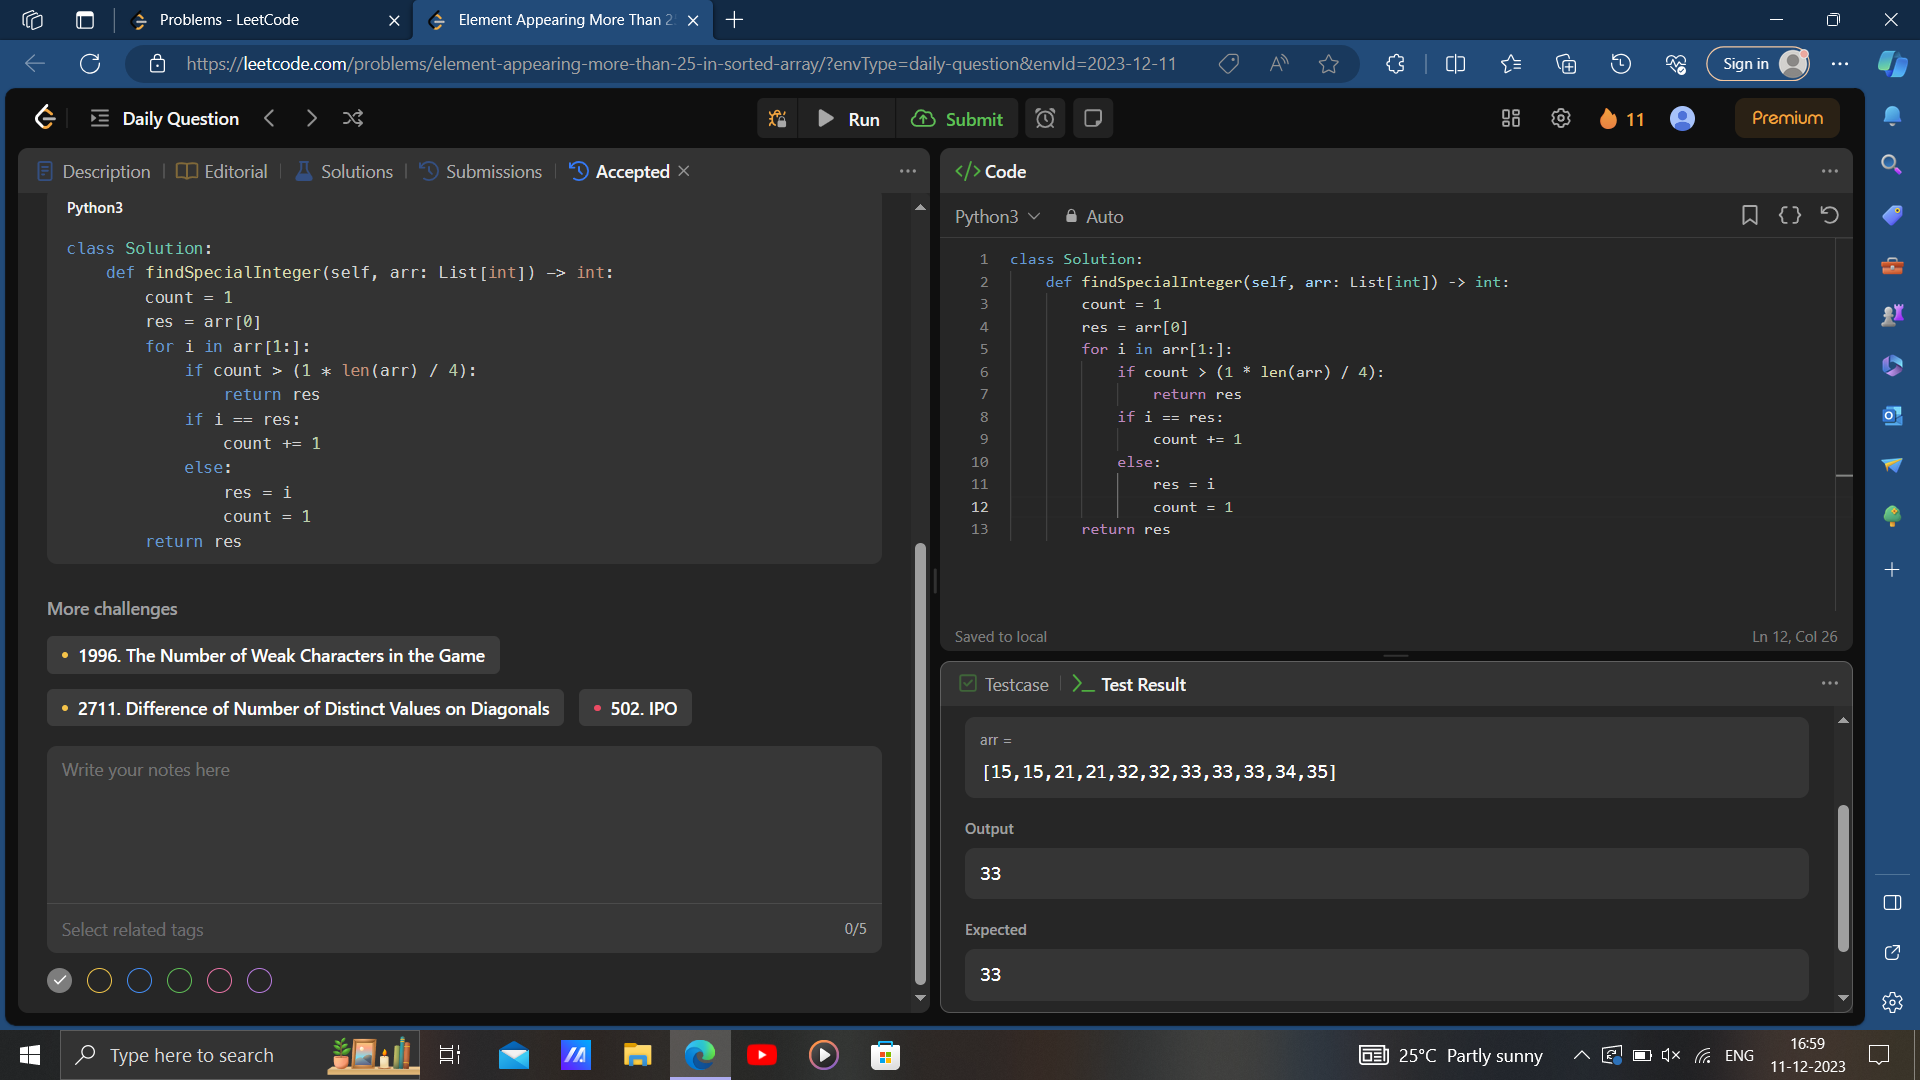 Problems - LeetCode
Element Appearing More Than 2
https://leetcode.com/problems/element-appearing-more-than-25-in-sorted-array/?envType=daily-question&envId=2023-12-11
Sign in
Daily Question
Run
Submit
11
Premium
Description
Editorial
Solutions
Submissions
Accepted
Python3
class Solution:
    def findSpecialInteger(self, arr: List[int]) -> int:
        count = 1
        res = arr[0]
        for i in arr[1:]:
            if count > (1 * len(arr) / 4):
                return res
            if i == res:
                count += 1
            else:
                res = i
                count = 1
        return res
More challenges
1996. The Number of Weak Characters in the Game
2711. Difference of Number of Distinct Values on Diagonals
502. IPO
Write your notes here
Select related tags
0/5
</> Code
Python3
Auto
1 class Solution:
2     def findSpecialInteger(self, arr: List[int]) -> int:
3         count = 1
4         res = arr[0]
5         for i in arr[1:]:
6             if count > (1 * len(arr) / 4):
7                 return res
8             if i == res:
9                 count += 1
10             else:
11                 res = i
12                 count = 1
13         return res
Saved to local
Ln 12, Col 26
Testcase
Test Result
arr =
[15,15,21,21,32,32,33,33,33,34,35]
Output
33
Expected
33
Type here to search
25°C Partly sunny
ENG
16:59
11-12-2023